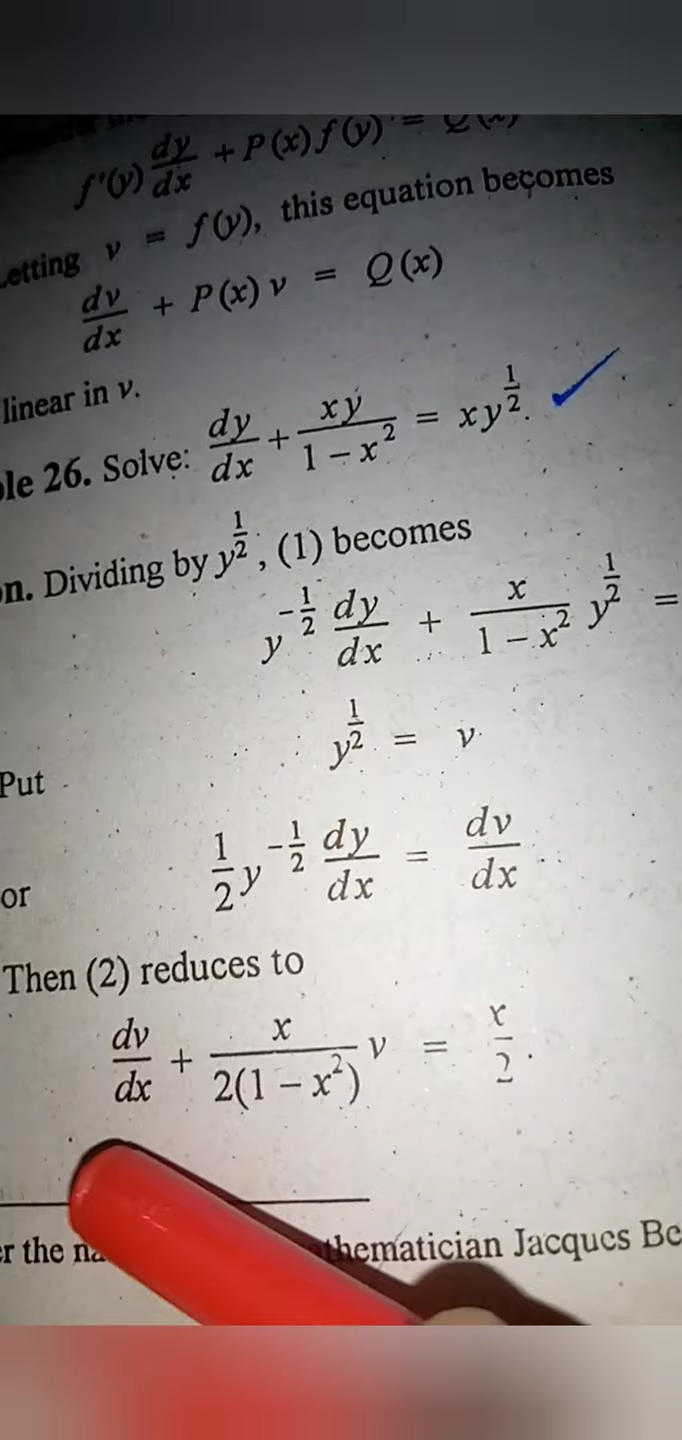 f'(y) dy/dx + P(x) f(y) = Q(x)
etting v = f(y), this equation becomes
dv/dx + P(x) v = Q(x)
linear in v.
le 26. Solve: dy/dx + xy/(1 − x²) = xy^(1/2).
n. Dividing by y^(1/2), (1) becomes
y^(−1/2) dy/dx + x/(1 − x²) y^(1/2) =
Put y^(1/2) = v
or 1/2 y^(−1/2) dy/dx = dv/dx
Then (2) reduces to
dv/dx + x/(2(1 − x²)) v = x/2.
r the na thematician Jacques Be